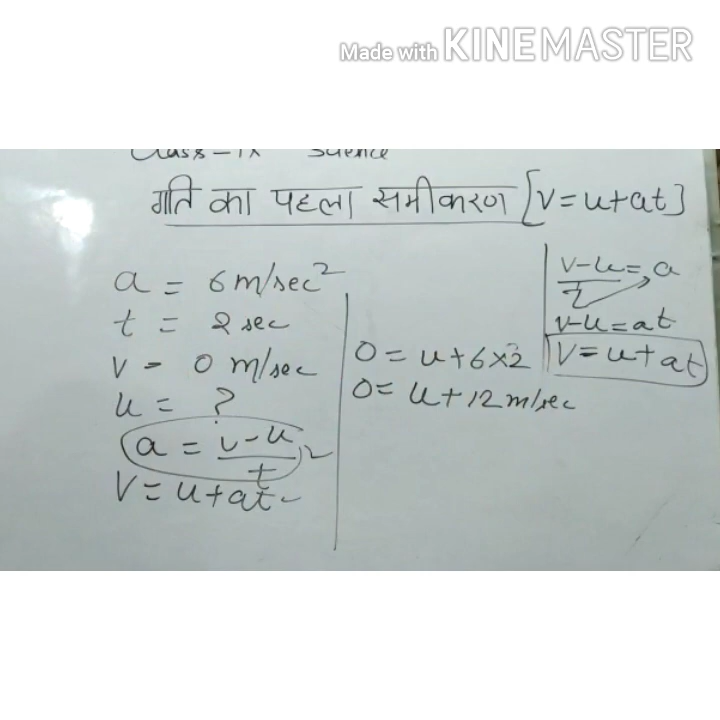 Made with KINEMASTER
Class-IX Science
गति का पहला समीकरण [v=u+at]
a = 6 m/sec²
t = 2 sec
v - 0 m/sec
u = ?
a = v-u/t
v = u+at
0 = u+6×2
0 = u+12 m/sec
v-u/t = a
v-u=at
v=u+at